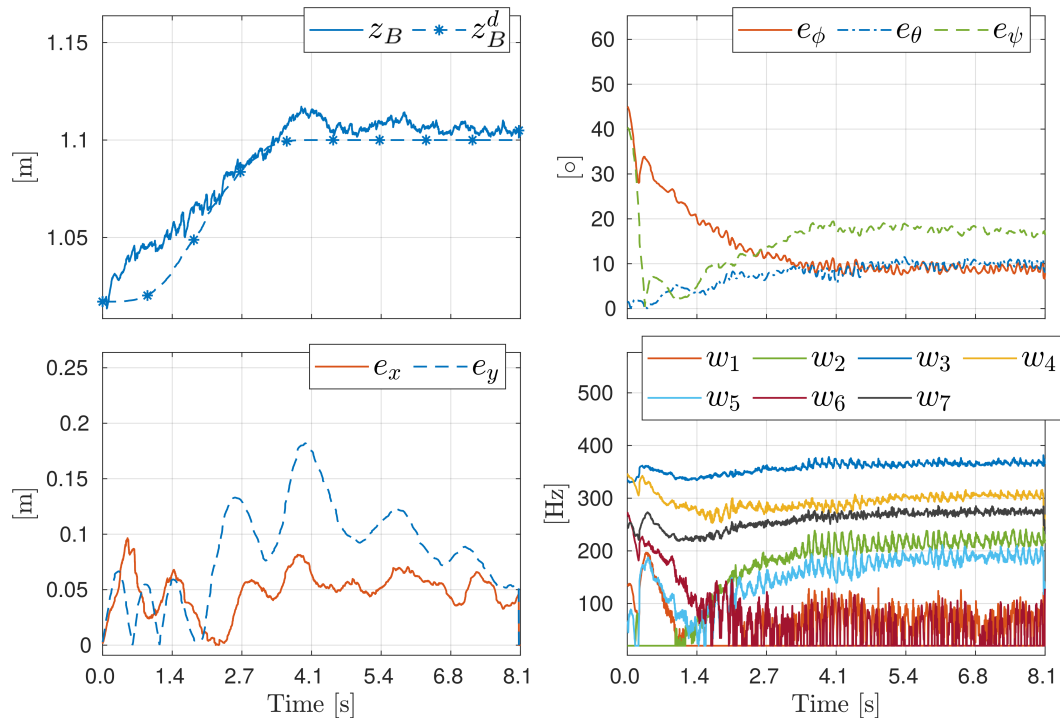 z_B z_B^d
1.15
1.1
1.05
[m]
e_ϕ e_θ e_ψ
60
50
40
30
20
10
0
[○]
e_x e_y
0.25
0.2
0.15
0.1
0.05
0
[m]
0.0 1.4 2.7 4.1 5.4 6.8 8.1
Time [s]
w_1 w_2 w_3 w_4
w_5 w_6 w_7
500
400
300
200
100
[Hz]
0.0 1.4 2.7 4.1 5.4 6.8 8.1
Time [s]